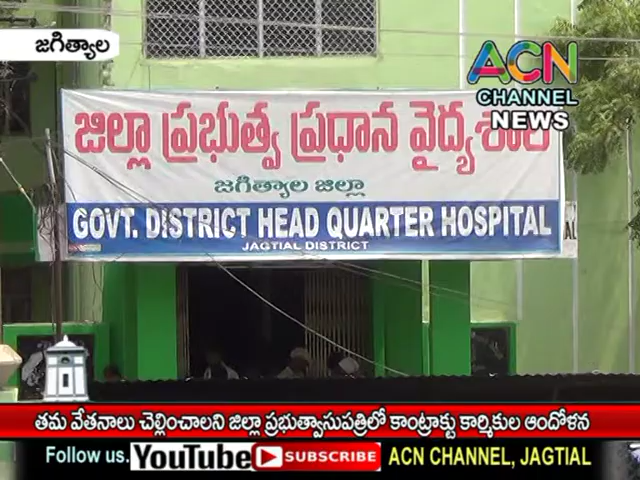 జగిత్యాల
ACN
CHANNEL
NEWS
జిల్లా ప్రభుత్వ ప్రధాన వైద్యశాల
జగిత్యాల జిల్లా
GOVT. DISTRICT HEAD QUARTER HOSPITAL
JAGTIAL DISTRICT
AL
తమ వేతనాలు చెల్లించాలని జిల్లా ప్రభుత్వాసుపత్రిలో కాంట్రాక్టు కార్మికుల ఆందోళన
Follow us. YouTube SUBSCRIBE ACN CHANNEL, JAGTIAL